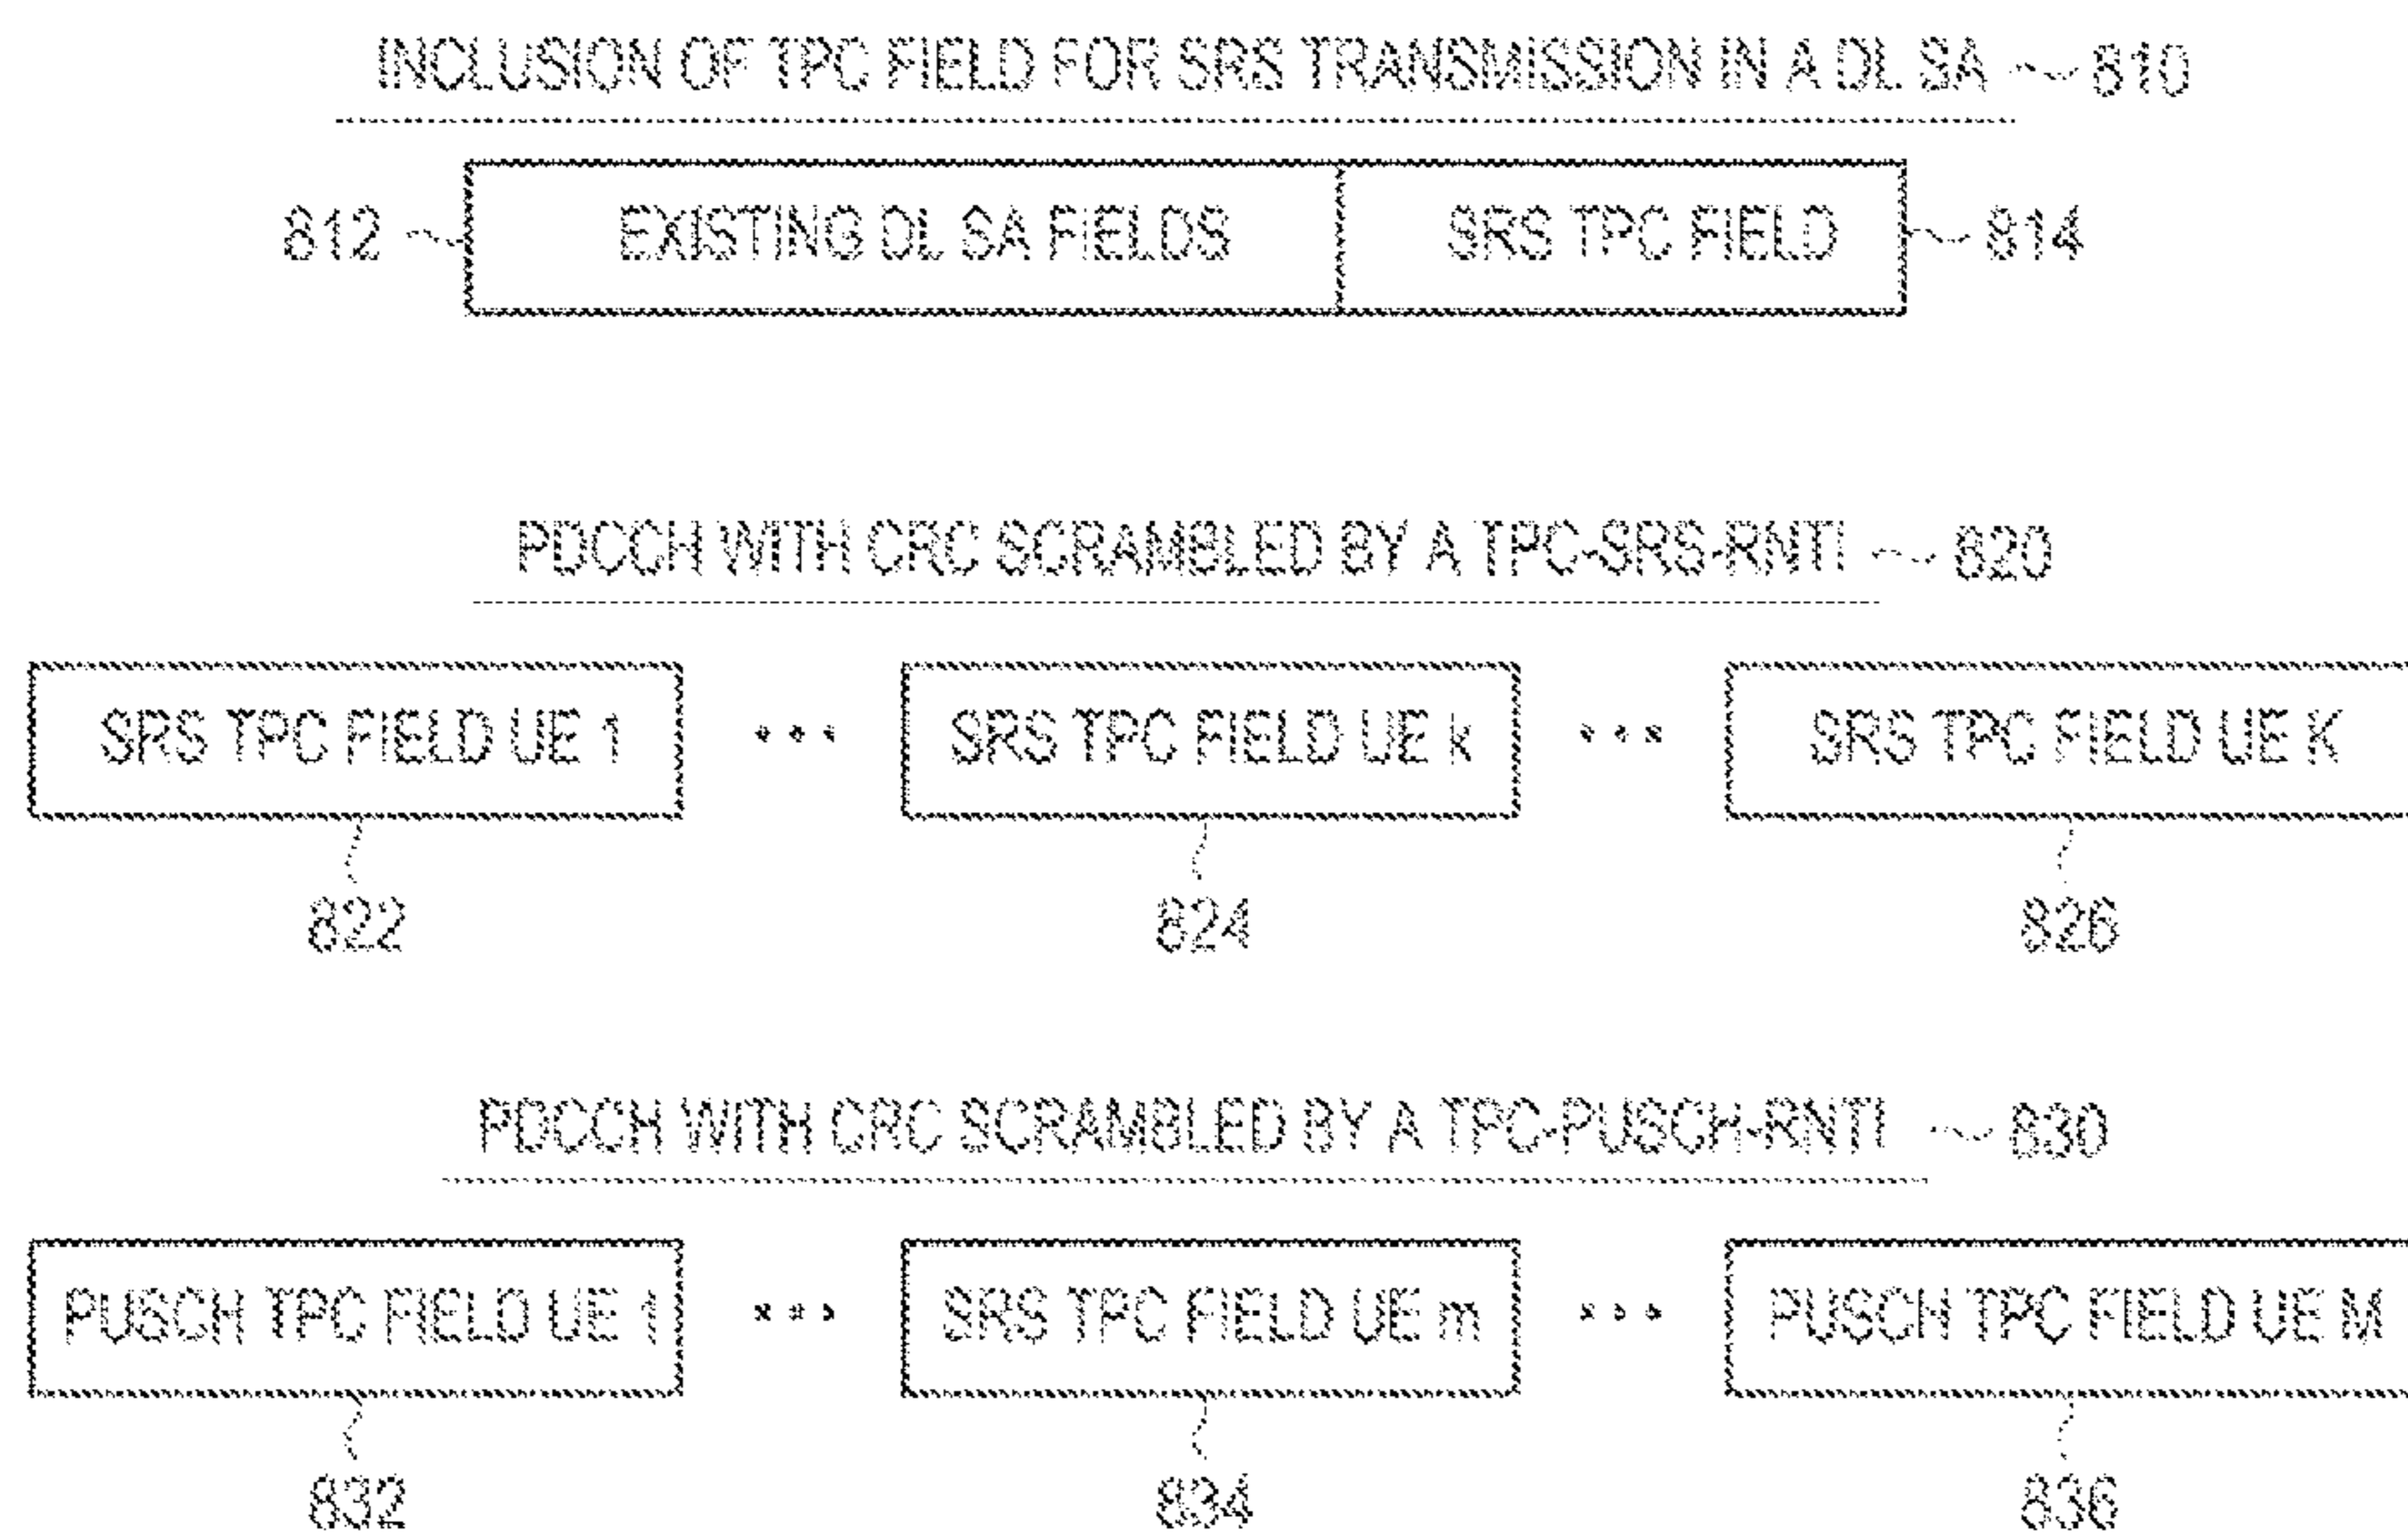 INCLUSION OF TPC FIELD FOR SRS TRANSMISSION IN A DL SA 810
812 EXISTING DL SA FIELDS SRS TPC FIELD 814
PDCCH WITH CRC SCRAMBLED BY A TPC-SRS-RNTI 820
SRS TPC FIELD UE 1 ... SRS TPC FIELD UE k ... SRS TPC FIELD UE K
822 824 826
PDCCH WITH CRC SCRAMBLED BY A TPC-PUSCH-RNTI 830
PUSCH TPC FIELD UE 1 ... SRS TPC FIELD UE m ... PUSCH TPC FIELD UE M
832 834 836